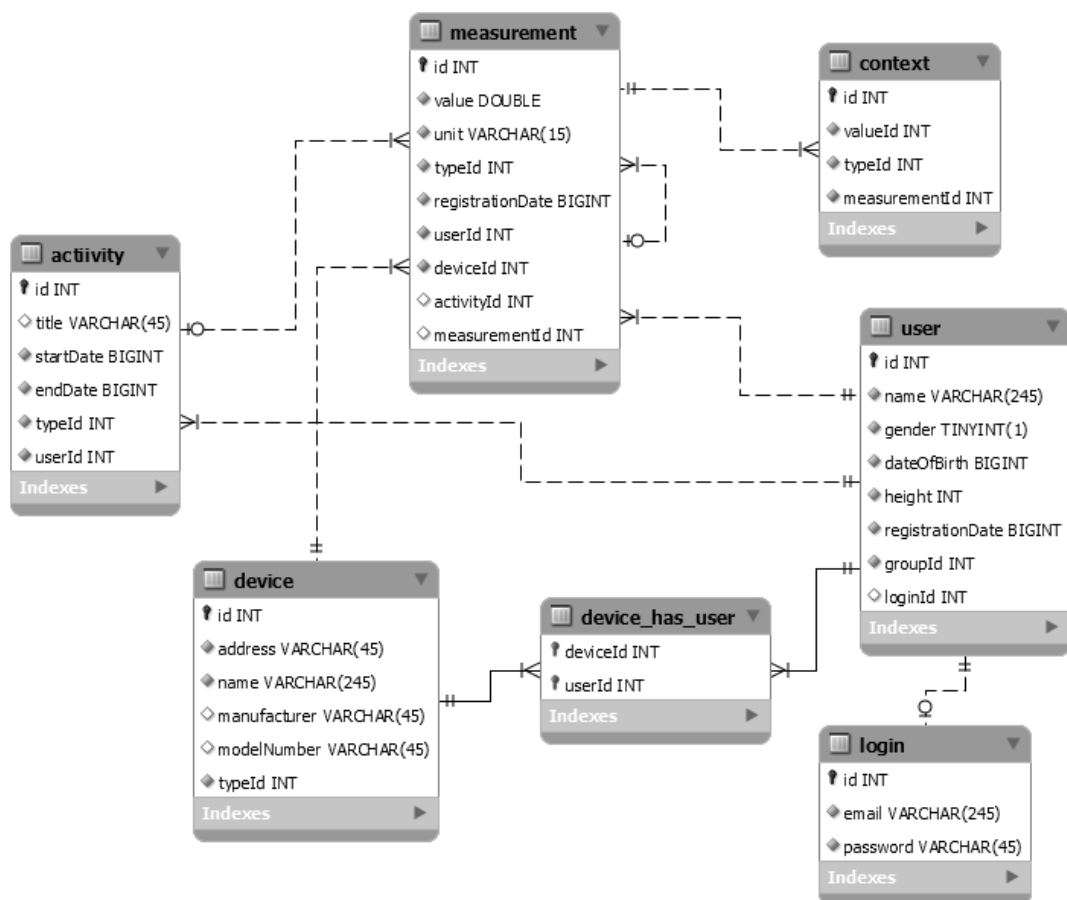 measurement
id INT
value DOUBLE
unit VARCHAR(15)
typeId INT
registrationDate BIGINT
userId INT
deviceId INT
activityId INT
measurementId INT
Indexes
context
id INT
valueId INT
typeId INT
measurementId INT
Indexes
actiivity
id INT
title VARCHAR(45)
startDate BIGINT
endDate BIGINT
typeId INT
userId INT
Indexes
user
id INT
name VARCHAR(245)
gender TINYINT(1)
dateOfBirth BIGINT
height INT
registrationDate BIGINT
groupId INT
loginId INT
Indexes
device
id INT
address VARCHAR(45)
name VARCHAR(245)
manufacturer VARCHAR(45)
modelNumber VARCHAR(45)
typeId INT
Indexes
device_has_user
deviceId INT
userId INT
Indexes
login
id INT
email VARCHAR(245)
password VARCHAR(45)
Indexes